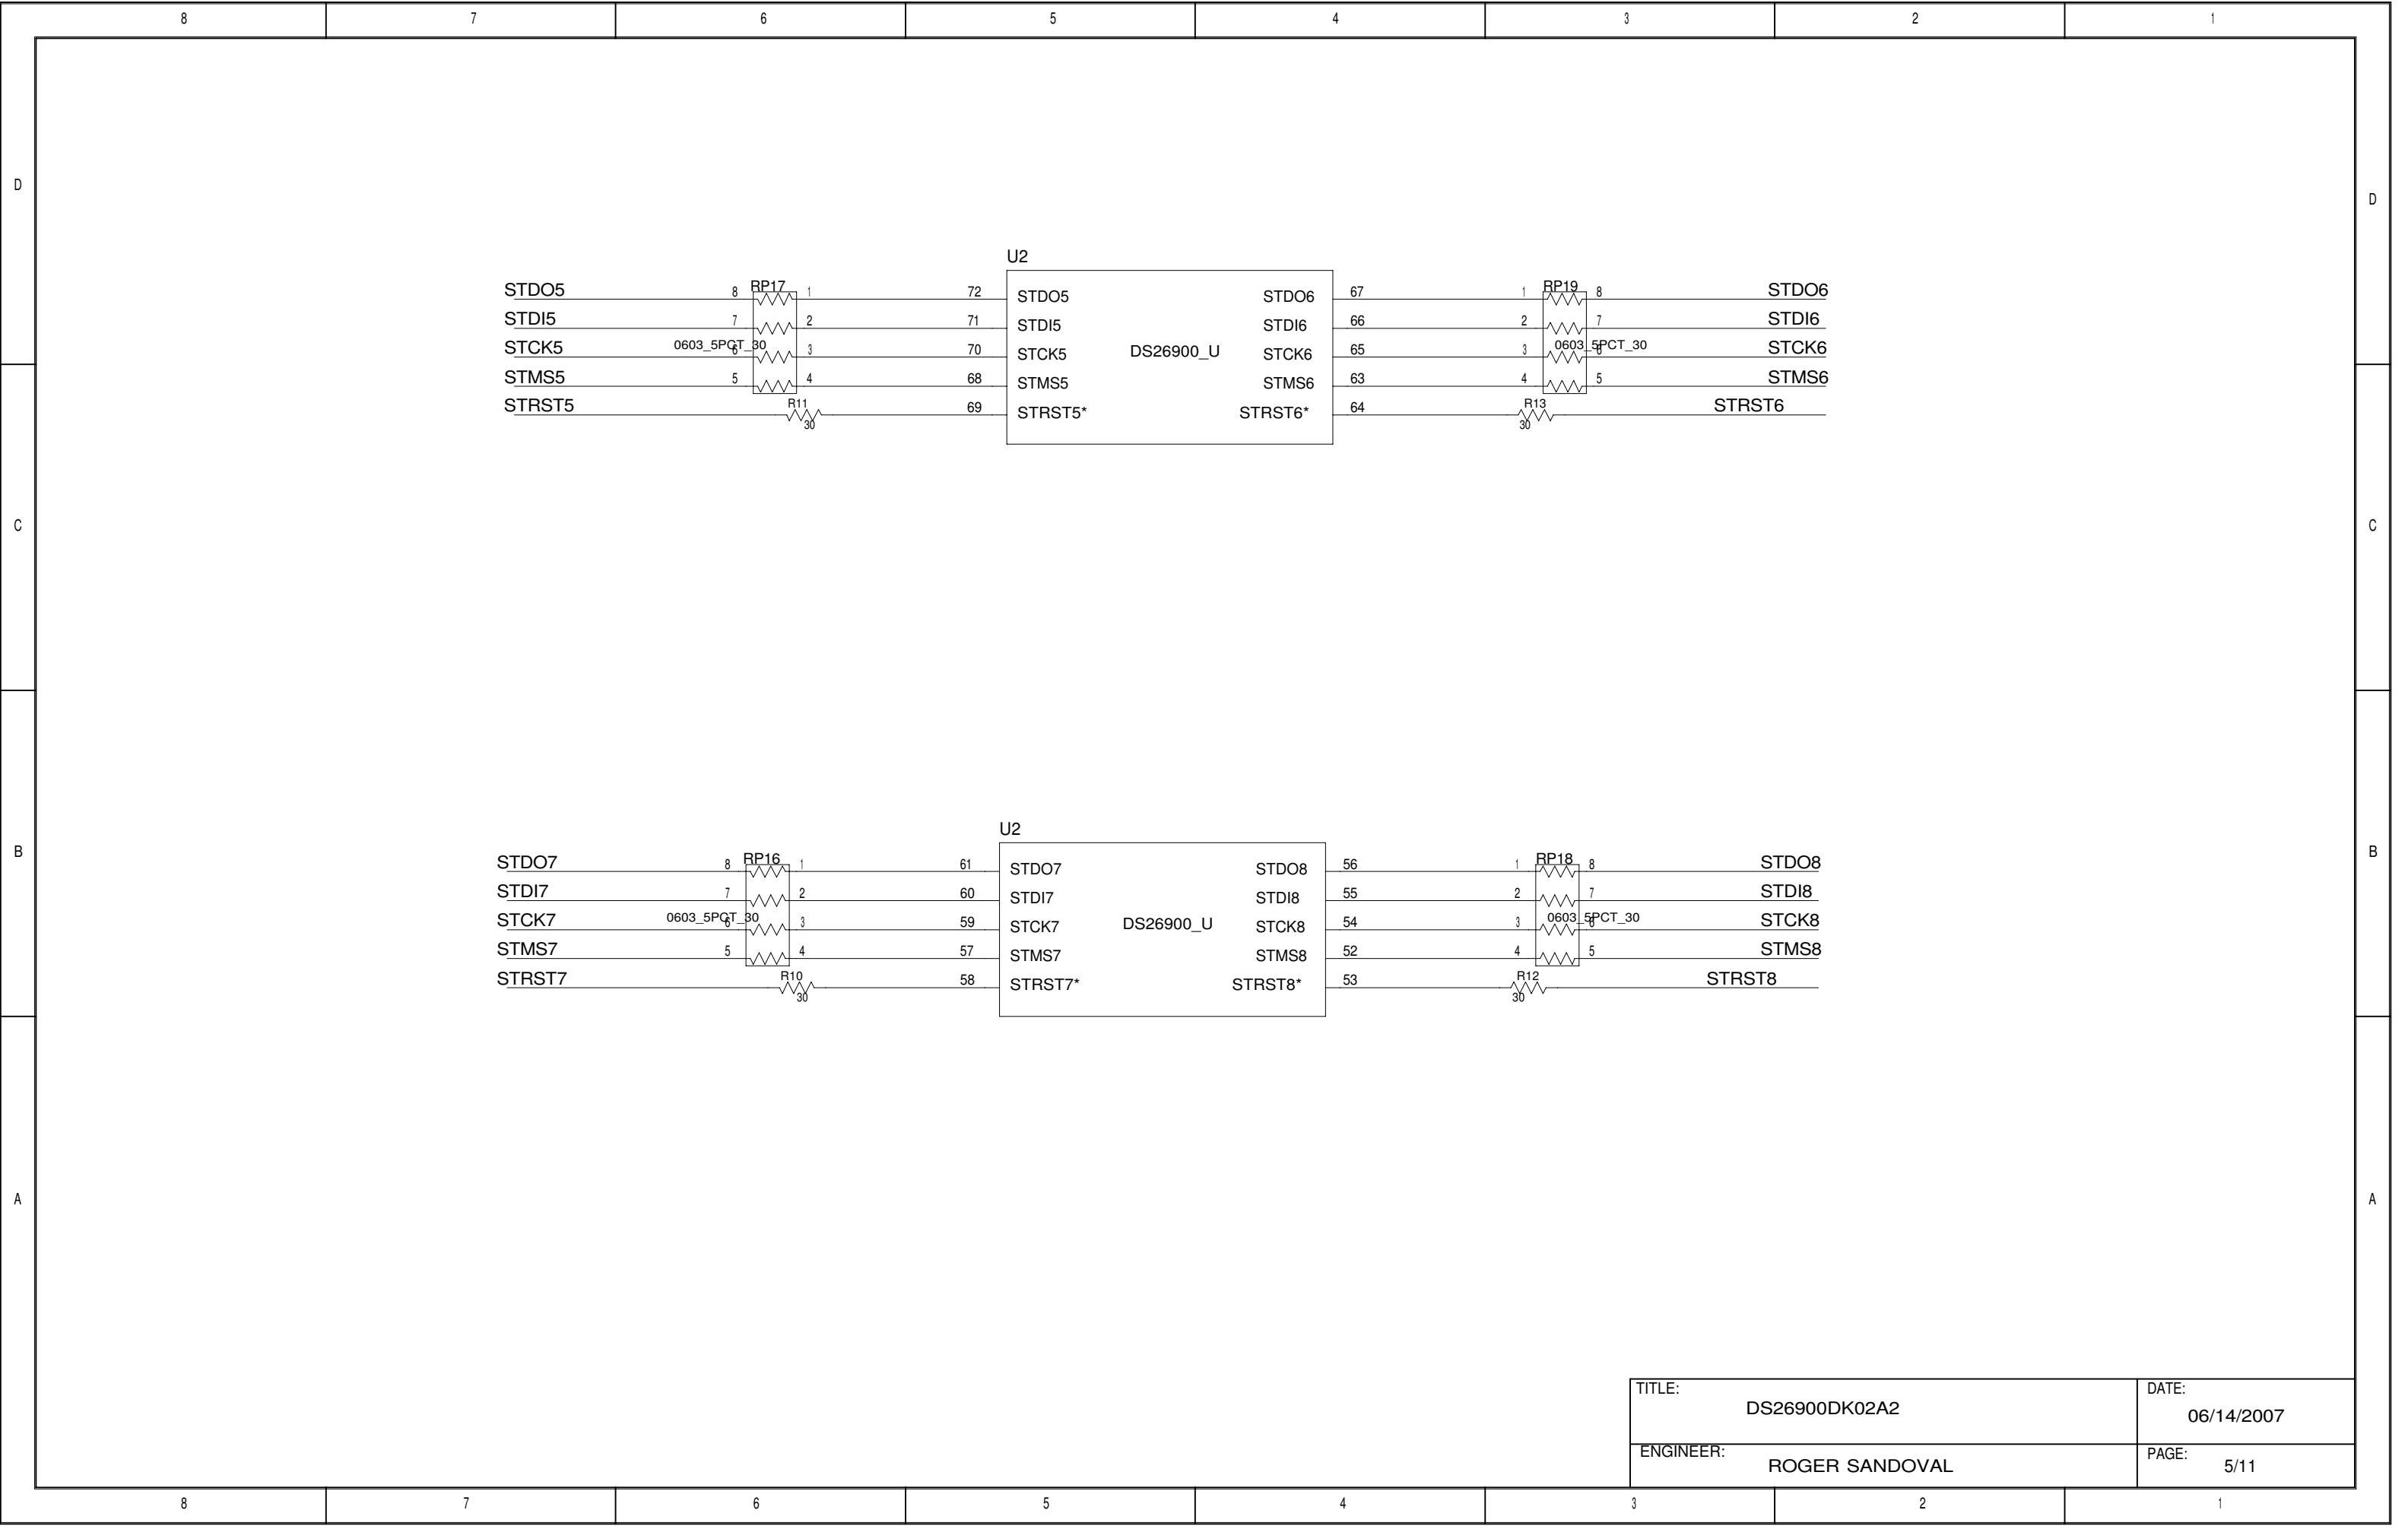 8 7 6 5 4 3 2 1
D D
U2
STDO5 8 RP17 1 72 STDO5 STDO6 67 1 RP19 8 STDO6
STDI5 7 2 71 STDI5 STDI6 66 2 7 STDI6
STCK5 0603_5PCT_30 6 3 70 STCK5 DS26900_U STCK6 65 3 0603_5PCT_30 6 STCK6
STMS5 5 4 68 STMS5 STMS6 63 4 5 STMS6
STRST5 R11 69 STRST5* STRST6* 64 R13 STRST6
30 30
C C
U2
B B
STDO7 8 RP16 1 61 STDO7 STDO8 56 1 RP18 8 STDO8
STDI7 7 2 60 STDI7 STDI8 55 2 7 STDI8
STCK7 0603_5PCT_30 6 3 59 STCK7 DS26900_U STCK8 54 3 0603_5PCT_30 6 STCK8
STMS7 5 4 57 STMS7 STMS8 52 4 5 STMS8
STRST7 R10 58 STRST7* STRST8* 53 R12 STRST8
30 30
A A
TITLE: DATE:
DS26900DK02A2 06/14/2007
ENGINEER: PAGE:
ROGER SANDOVAL 5/11
8 7 6 5 4 3 2 1